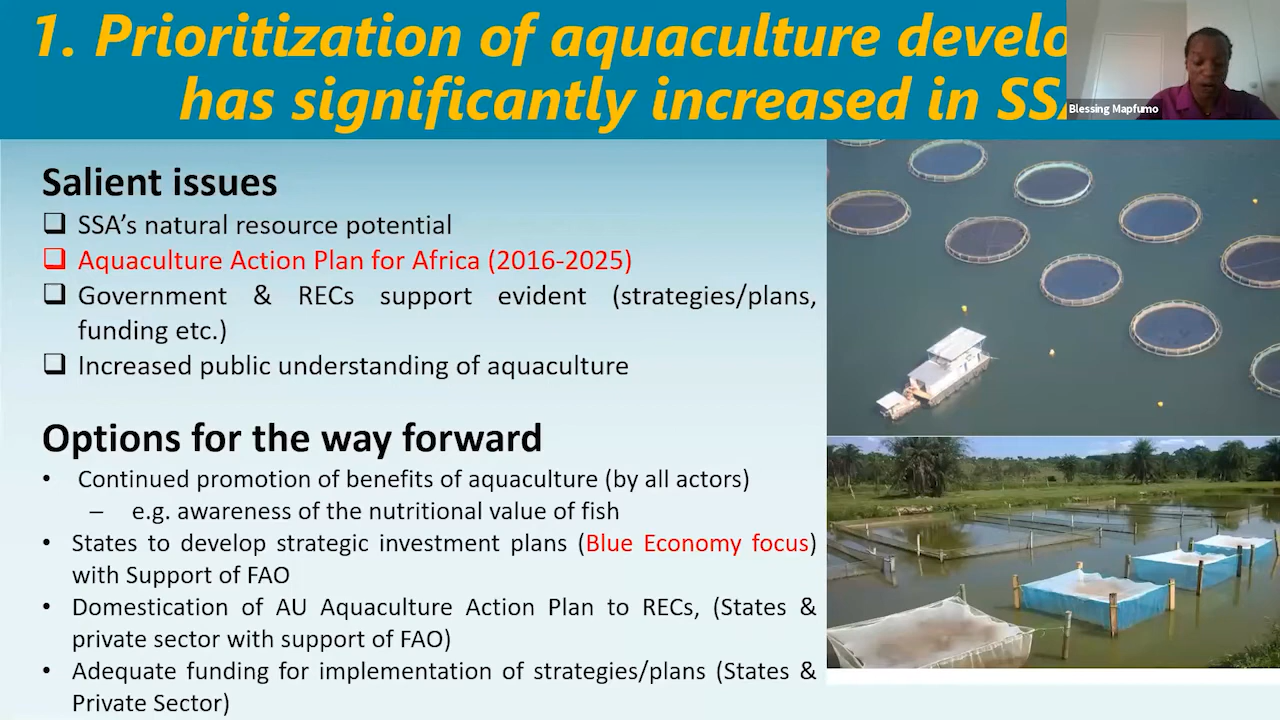 1. Prioritization of aquaculture develo
has significantly increased in SSA
Blessing Mapfumo
Salient issues
❑ SSA’s natural resource potential
❑ Aquaculture Action Plan for Africa (2016-2025)
❑ Government & RECs support evident (strategies/plans,
funding etc.)
❑ Increased public understanding of aquaculture
Options for the way forward
• Continued promotion of benefits of aquaculture (by all actors)
– e.g. awareness of the nutritional value of fish
• States to develop strategic investment plans (Blue Economy focus)
with Support of FAO
• Domestication of AU Aquaculture Action Plan to RECs, (States &
private sector with support of FAO)
• Adequate funding for implementation of strategies/plans (States &
Private Sector)